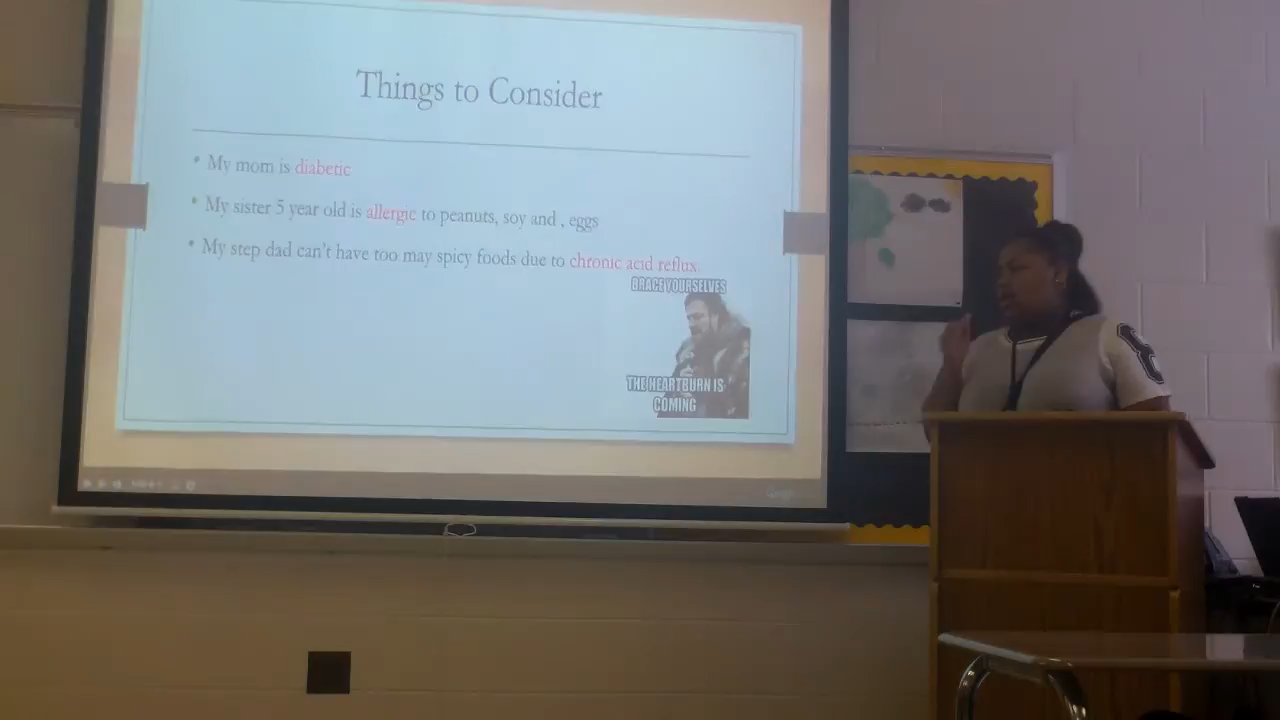 Things to Consider
• My mom is diabetic
• My sister 5 year old is allergic to peanuts, soy and , eggs
• My step dad can't have too may spicy foods due to chronic acid reflux
BRACE YOURSELVES
THE HEARTBURN IS
COMING
Google
8